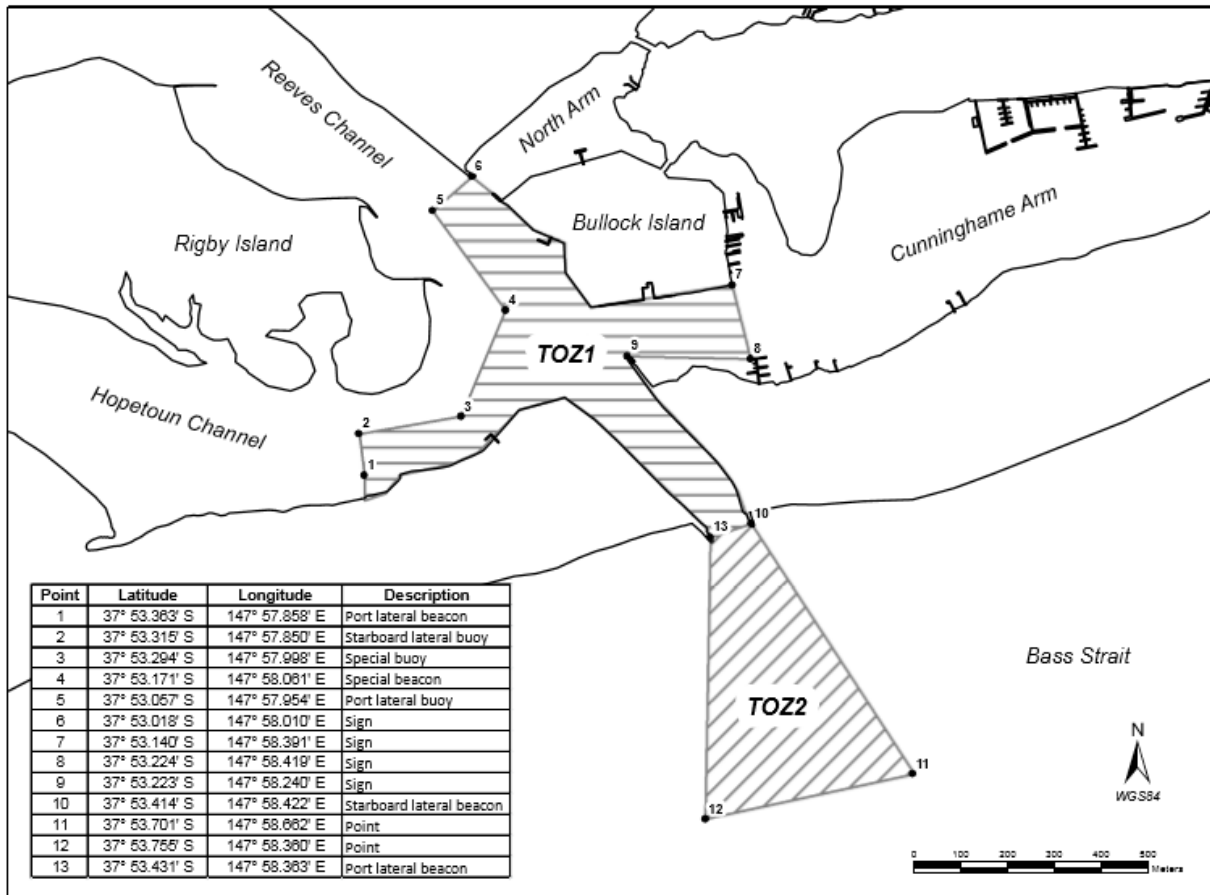 Reeves Channel
North Arm
6
5
Bullock Island
Cunninghame Arm
Rigby Island
7
4
TOZ1
9
8
Hopetoun Channel
3
2
1
13
10
Point Latitude Longitude Description
1 37° 53.363' S 147° 57.858' E Port lateral beacon
2 37° 53.315' S 147° 57.850' E Starboard lateral buoy
3 37° 53.294' S 147° 57.998' E Special buoy
4 37° 53.171' S 147° 58.061' E Special beacon
5 37° 53.057' S 147° 57.954' E Port lateral buoy
6 37° 53.018' S 147° 58.010' E Sign
7 37° 53.140' S 147° 58.391' E Sign
8 37° 53.224' S 147° 58.419' E Sign
9 37° 53.223' S 147° 58.240' E Sign
10 37° 53.414' S 147° 58.422' E Starboard lateral beacon
11 37° 53.701' S 147° 58.662' E Point
12 37° 53.755' S 147° 58.360' E Point
13 37° 53.431' S 147° 58.363' E Port lateral beacon
Bass Strait
TOZ2
N
11
WGS84
12
0 100 200 300 400 500
Meters